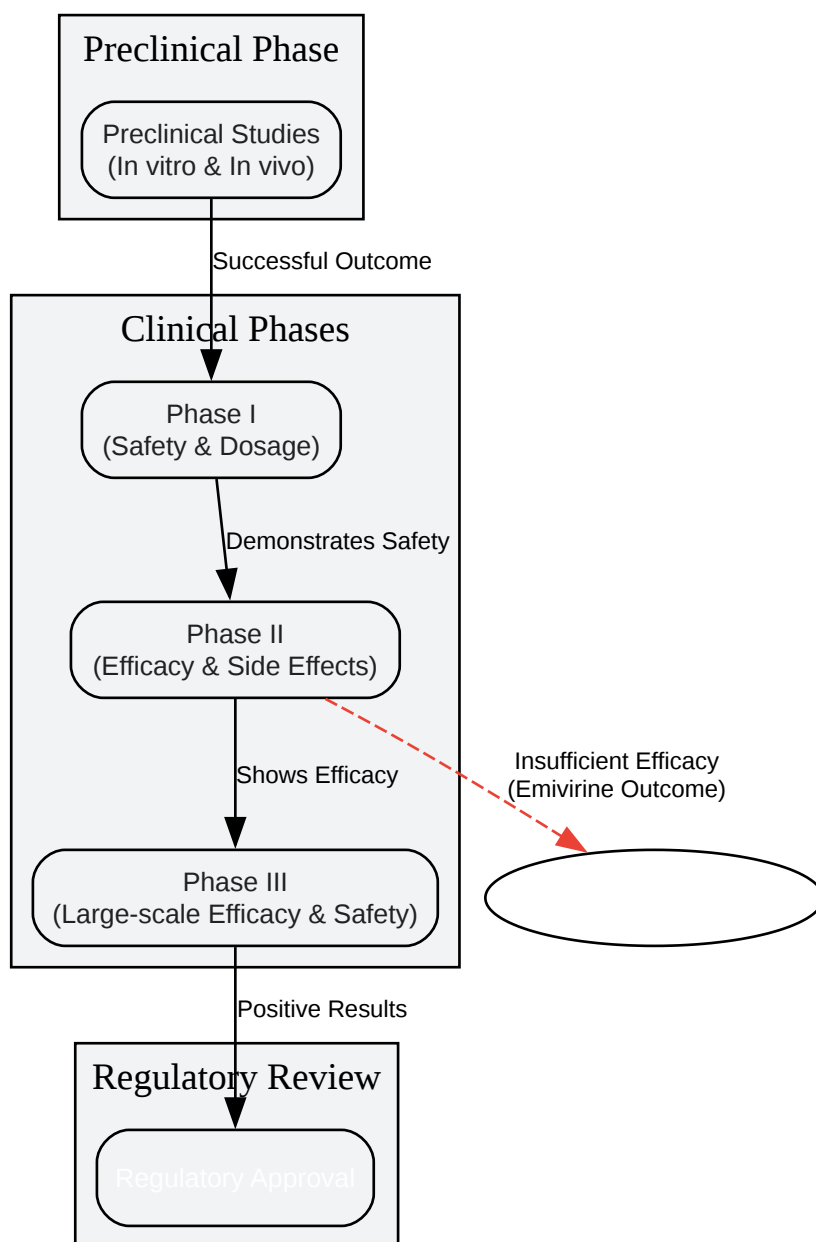 Preclinical Phase
Preclinical Studies
(In vitro & In vivo)
Successful Outcome
Clinical Phases
Phase I
(Safety & Dosage)
Demonstrates Safety
Phase II
(Efficacy & Side Effects)
Insufficient Efficacy
(Emivirine Outcome)
Shows Efficacy
Phase III
(Large-scale Efficacy & Safety)
Positive Results
Regulatory Review
Regulatory Approval